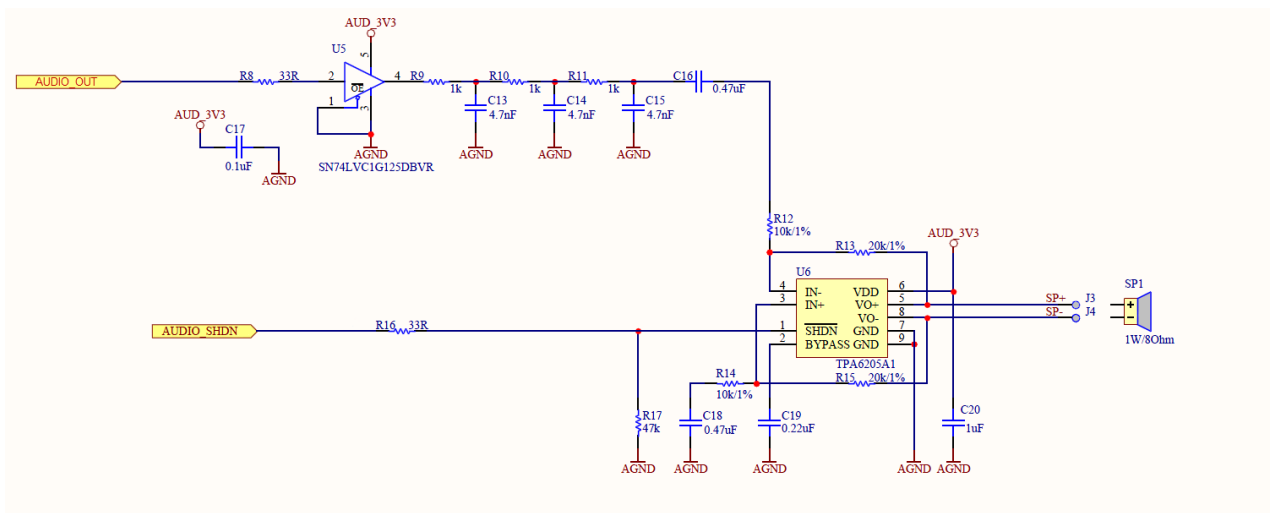 AUD_3V3
U5
AUDIO_OUT
R8 33R
2
5
OE
1
3
4
R9
1k
R10
1k
R11
1k
C16
0.47uF
C13
4.7nF
C14
4.7nF
C15
4.7nF
AGND
AGND
AGND
AGND
SN74LVC1G125DBVR
AUD_3V3
C17
0.1uF
AGND
R12
10k/1%
R13 20k/1%
AUD_3V3
U6
4 IN- VDD 6
3 IN+ VO+ 5
VO- 8
1 SHDN GND 7
2 BYPASS GND 9
TPA6205A1
SP+ J3
SP- J4
SP1
+
-
1W/8Ohm
AUDIO_SHDN
R16 33R
R14
10k/1%
R15 20k/1%
R17
47k
C18
0.47uF
C19
0.22uF
C20
1uF
AGND
AGND
AGND
AGND
AGND